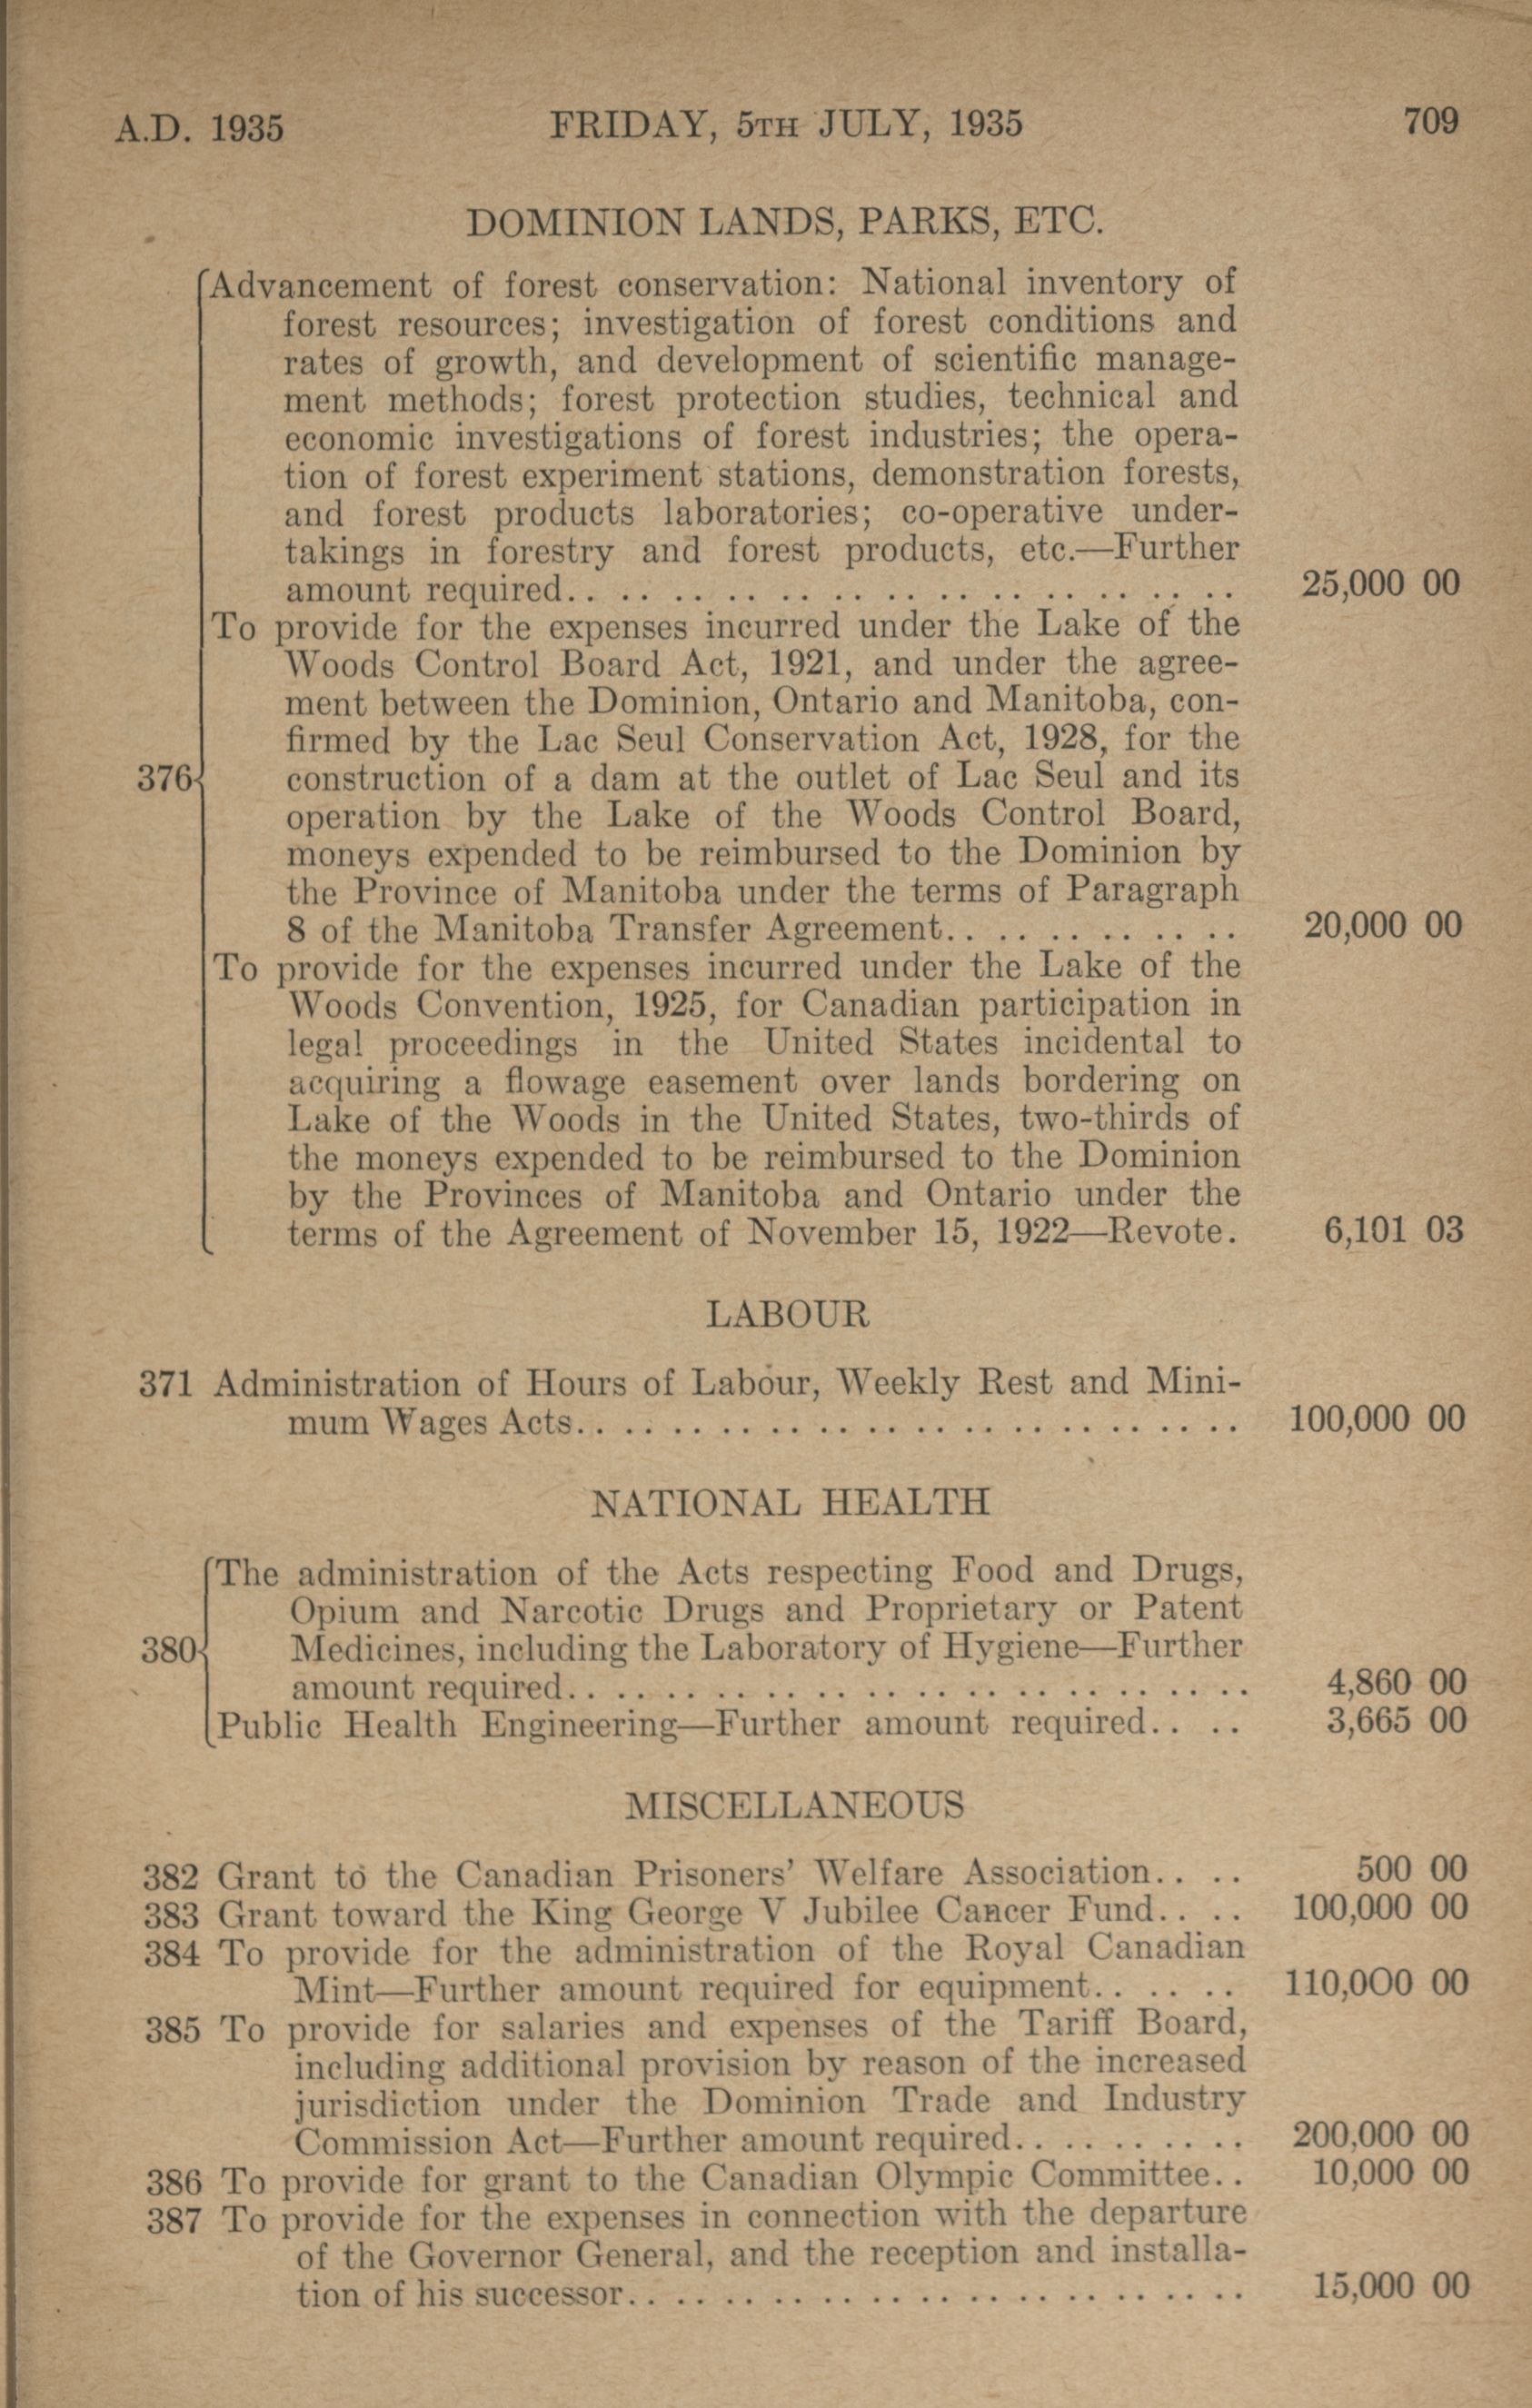 A.D. 1935 FRIDAY, 5TH JULY, 1935 709
DOMINION LANDS, PARKS, ETC.
Advancement of forest conservation: National inventory of
forest resources; investigation of forest conditions and
rates of growth, and development of scientific manage-
ment methods; forest protection studies, technical and
economic investigations of forest industries; the opera-
tion of forest experiment stations, demonstration forests,
and forest products laboratories; co-operative under-
takings in forestry and forest products, etc.—Further
amount required. . . . . . . . . . . . . . . . . . . . . . . . . . 25,000 00
To provide for the expenses incurred under the Lake of the
Woods Control Board Act, 1921, and under the agree-
ment between the Dominion, Ontario and Manitoba, con-
firmed by the Lac Seul Conservation Act, 1928, for the
376 construction of a dam at the outlet of Lac Seul and its
operation by the Lake of the Woods Control Board,
moneys expended to be reimbursed to the Dominion by
the Province of Manitoba under the terms of Paragraph
8 of the Manitoba Transfer Agreement. . . . . . . . . . . . 20,000 00
To provide for the expenses incurred under the Lake of the
Woods Convention, 1925, for Canadian participation in
legal proceedings in the United States incidental to
acquiring a flowage easement over lands bordering on
Lake of the Woods in the United States, two-thirds of
the moneys expended to be reimbursed to the Dominion
by the Provinces of Manitoba and Ontario under the
terms of the Agreement of November 15, 1922—Revote. 6,101 03
LABOUR
371 Administration of Hours of Labour, Weekly Rest and Mini-
mum Wages Acts. . . . . . . . . . . . . . . . . . . . . . . . . . . . 100,000 00
NATIONAL HEALTH
The administration of the Acts respecting Food and Drugs,
Opium and Narcotic Drugs and Proprietary or Patent
380 Medicines, including the Laboratory of Hygiene—Further
amount required. . . . . . . . . . . . . . . . . . . . . . . . . . . . 4,860 00
Public Health Engineering—Further amount required. . . . 3,665 00
MISCELLANEOUS
382 Grant to the Canadian Prisoners' Welfare Association. . . . 500 00
383 Grant toward the King George V Jubilee Cancer Fund. . . . 100,000 00
384 To provide for the administration of the Royal Canadian
Mint—Further amount required for equipment. . . . . . 110,000 00
385 To provide for salaries and expenses of the Tariff Board,
including additional provision by reason of the increased
jurisdiction under the Dominion Trade and Industry
Commission Act—Further amount required. . . . . . . . . . 200,000 00
386 To provide for grant to the Canadian Olympic Committee. . 10,000 00
387 To provide for the expenses in connection with the departure
of the Governor General, and the reception and installa-
tion of his successor. . . . . . . . . . . . . . . . . . . . . . . . . . 15,000 00